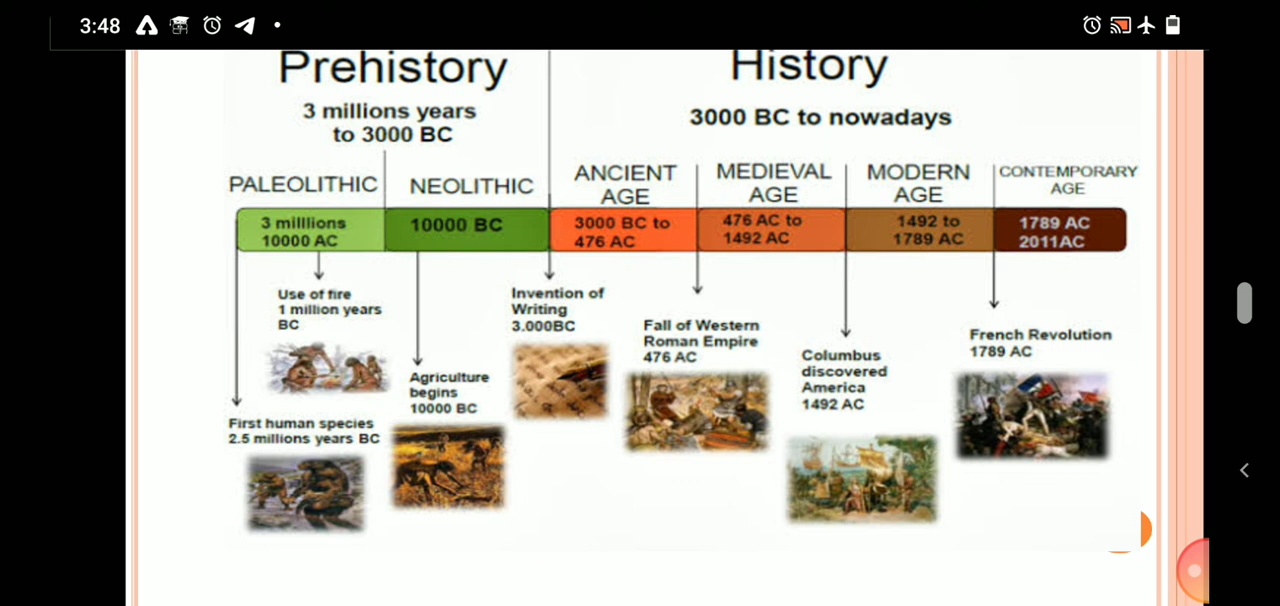 3:48
Prehistory
3 millions years
to 3000 BC
History
3000 BC to nowadays
PALEOLITHIC
NEOLITHIC
ANCIENT
AGE
MEDIEVAL
AGE
MODERN
AGE
CONTEMPORARY
AGE
3 milllions
10000 AC
10000 BC
3000 BC to
476 AC
476 AC to
1492 AC
1492 to
1789 AC
1789 AC
2011AC
Use of fire
1 million years
BC
First human species
2.5 millions years BC
Agriculture
begins
10000 BC
Invention of
Writing
3.000BC
Fall of Western
Roman Empire
476 AC
Columbus
discovered
America
1492 AC
French Revolution
1789 AC